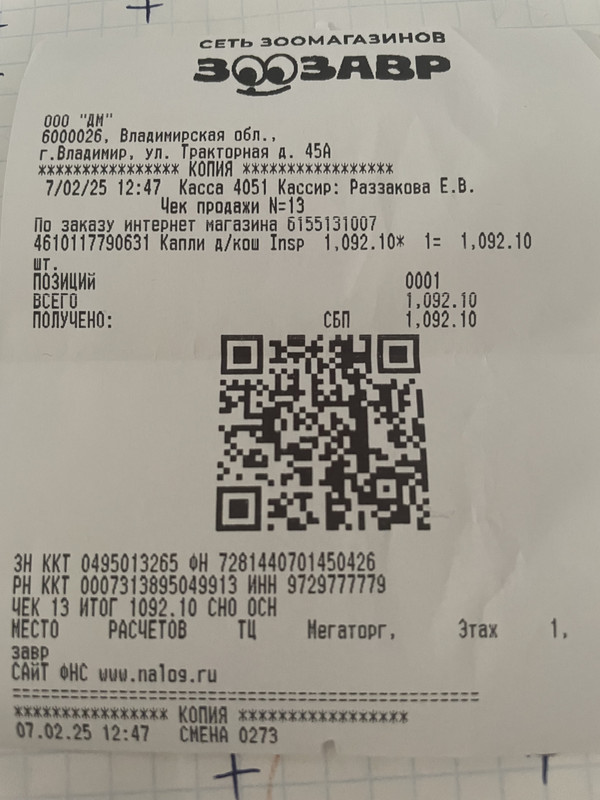 СЕТЬ ЗООМАГАЗИНОВ
ЗООЗАВР
ООО "ДМ"
6000026, Владимирская обл.,
г.Владимир, ул. Тракторная д. 45А
**************** КОПИЯ *****************
7/02/25 12:47 Касса 4051 Кассир: Раззакова Е.В.
Чек продажи N=13
По заказу интернет магазина 6155131007
4610117790631 Капли д/кош Insp 1,092.10* 1= 1,092.10
шт.
ПОЗИЦИЙ 0001
ВСЕГО 1,092.10
ПОЛУЧЕНО: СБП 1,092.10
ЗН ККТ 0495013265 ФН 7281440701450426
РН ККТ 0007313895049913 ИНН 9729777779
ЧЕК 13 ИТОГ 1092.10 СНО ОСН
МЕСТО РАСЧЕТОВ ТЦ Мегаторг, Этаж 1,
завр
САЙТ ФНС www.nalog.ru
================================================
***************** КОПИЯ ******************
07.02.25 12:47 СМЕНА 0273